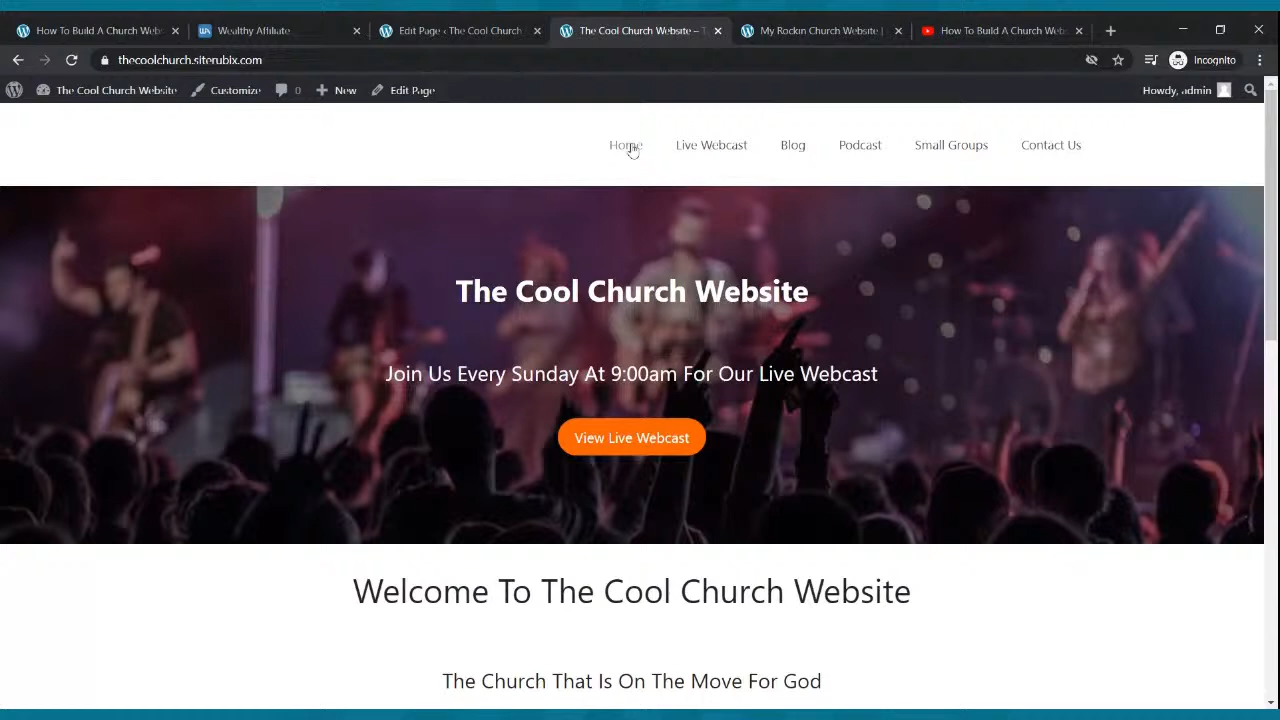 How To Build A Church Web
Wealthy Affiliate
Edit Page ‹ The Cool Church
The Cool Church Website – T
My Rockin Church Website |
How To Build A Church Web
thecoolchurch.siterubix.com
Incognito
The Cool Church Website
Customize
0
New
Edit Page
Howdy, admin
Home
Live Webcast
Blog
Podcast
Small Groups
Contact Us
The Cool Church Website
Join Us Every Sunday At 9:00am For Our Live Webcast
View Live Webcast
Welcome To The Cool Church Website
The Church That Is On The Move For God